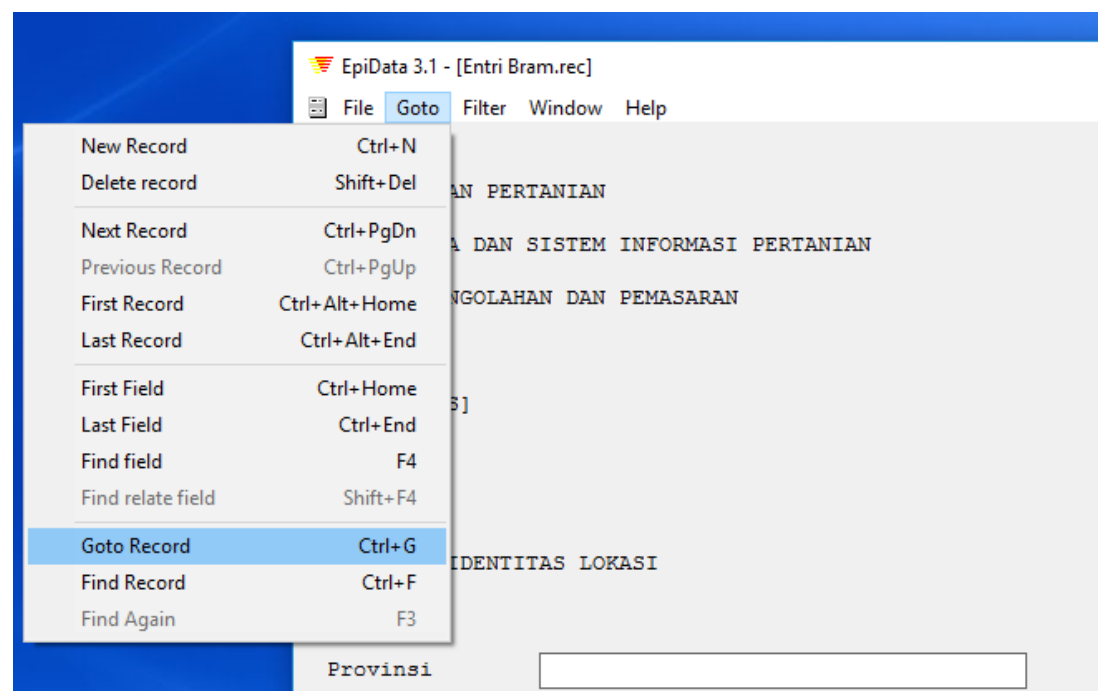 EpiData 3.1 - [Entri Bram.rec]
File Goto Filter Window Help
New Record Ctrl+N
Delete record Shift+Del
Next Record Ctrl+PgDn
Previous Record Ctrl+PgUp
First Record Ctrl+Alt+Home
Last Record Ctrl+Alt+End
First Field Ctrl+Home
Last Field Ctrl+End
Find field F4
Find relate field Shift+F4
Goto Record Ctrl+G
Find Record Ctrl+F
Find Again F3
AN PERTANIAN
A DAN SISTEM INFORMASI PERTANIAN
NGOLAHAN DAN PEMASARAN
S]
IDENTITAS LOKASI
Provinsi